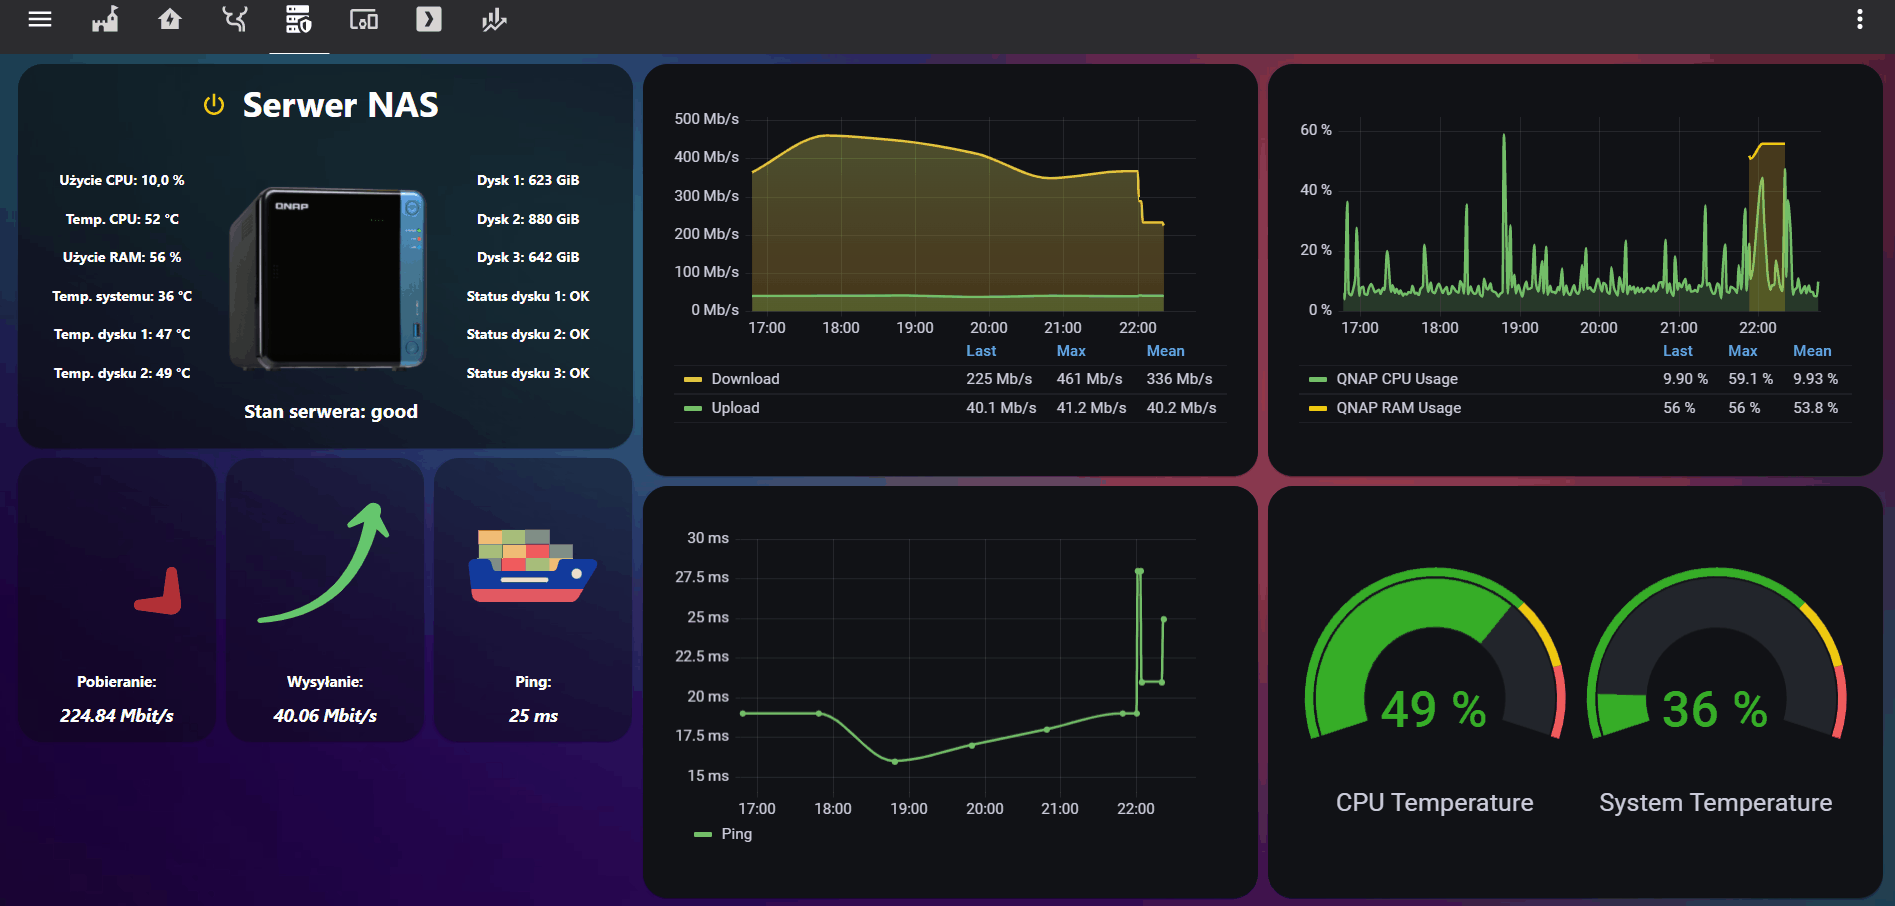 Serwer NAS
Użycie CPU: 10,0 %
Temp. CPU: 52 °C
Użycie RAM: 56 %
Temp. systemu: 36 °C
Temp. dysku 1: 47 °C
Temp. dysku 2: 49 °C
QNAP
Dysk 1: 623 GiB
Dysk 2: 880 GiB
Dysk 3: 642 GiB
Status dysku 1: OK
Status dysku 2: OK
Status dysku 3: OK
Stan serwera: good
Pobieranie:
224.84 Mbit/s
Wysyłanie:
40.06 Mbit/s
Ping:
25 ms
500 Mb/s
400 Mb/s
300 Mb/s
200 Mb/s
100 Mb/s
0 Mb/s
17:00 18:00 19:00 20:00 21:00 22:00
Last Max Mean
Download 225 Mb/s 461 Mb/s 336 Mb/s
Upload 40.1 Mb/s 41.2 Mb/s 40.2 Mb/s
60 %
40 %
20 %
0 %
17:00 18:00 19:00 20:00 21:00 22:00
Last Max Mean
QNAP CPU Usage 9.90 % 59.1 % 9.93 %
QNAP RAM Usage 56 % 56 % 53.8 %
30 ms
27.5 ms
25 ms
22.5 ms
20 ms
17.5 ms
15 ms
17:00 18:00 19:00 20:00 21:00 22:00
Ping
49 %
CPU Temperature
36 %
System Temperature